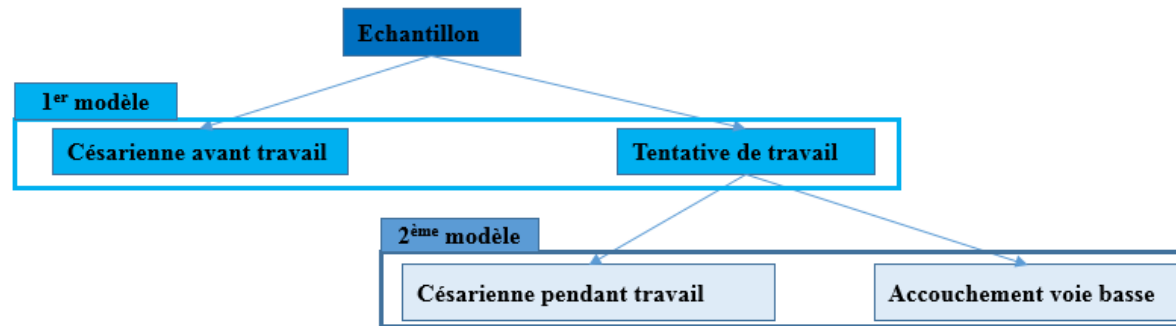 Echantillon
1er modèle
Césarienne avant travail
Tentative de travail
2ème modèle
Césarienne pendant travail
Accouchement voie basse